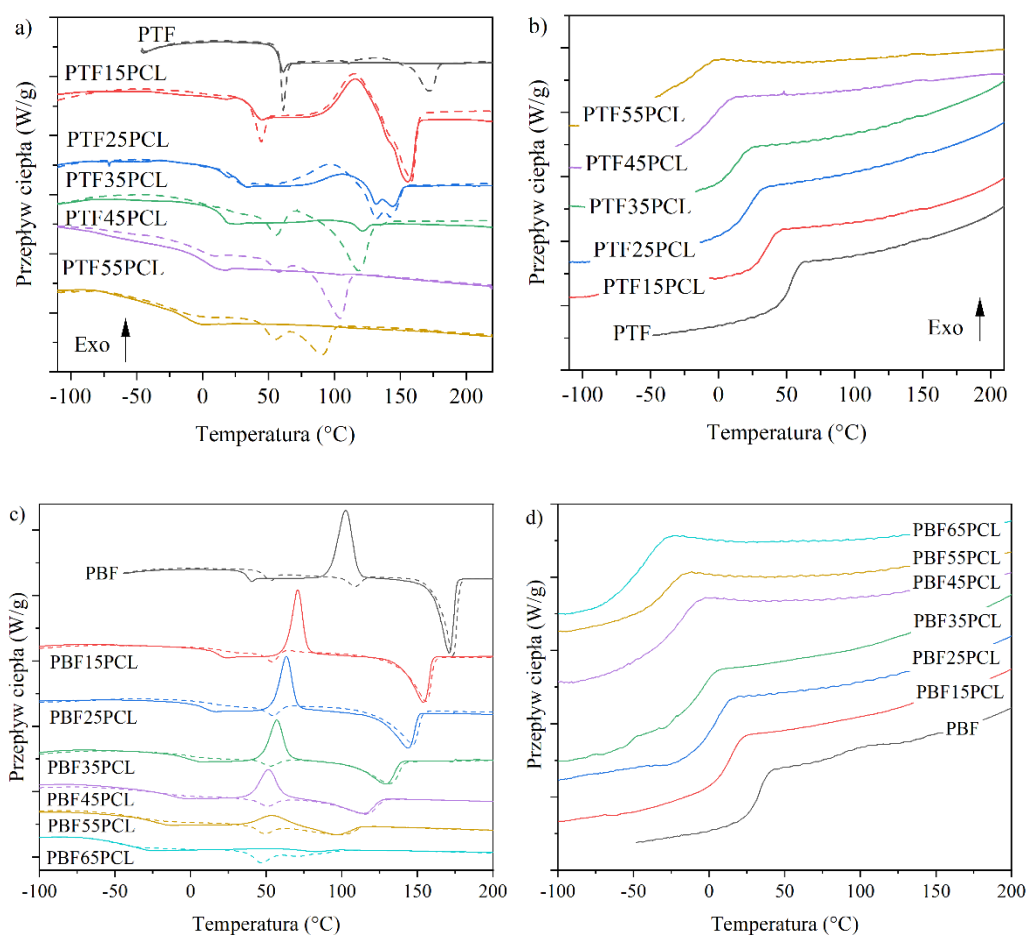 a)
PTF
PTF15PCL
PTF25PCL
PTF35PCL
PTF45PCL
PTF55PCL
Exo
Przepływ ciepła (W/g)
-100 -50 0 50 100 150 200
Temperatura (°C)
b)
PTF55PCL
PTF45PCL
PTF35PCL
PTF25PCL
PTF15PCL
PTF
Exo
Przepływ ciepła (W/g)
-100 -50 0 50 100 150 200
Temperatura (°C)
c)
PBF
PBF15PCL
PBF25PCL
PBF35PCL
PBF45PCL
PBF55PCL
PBF65PCL
Przepływ ciepła (W/g)
-100 -50 0 50 100 150 200
Temperatura (°C)
d)
PBF65PCL
PBF55PCL
PBF45PCL
PBF35PCL
PBF25PCL
PBF15PCL
PBF
Przepływ ciepła (W/g)
-100 -50 0 50 100 150 200
Temperatura (°C)